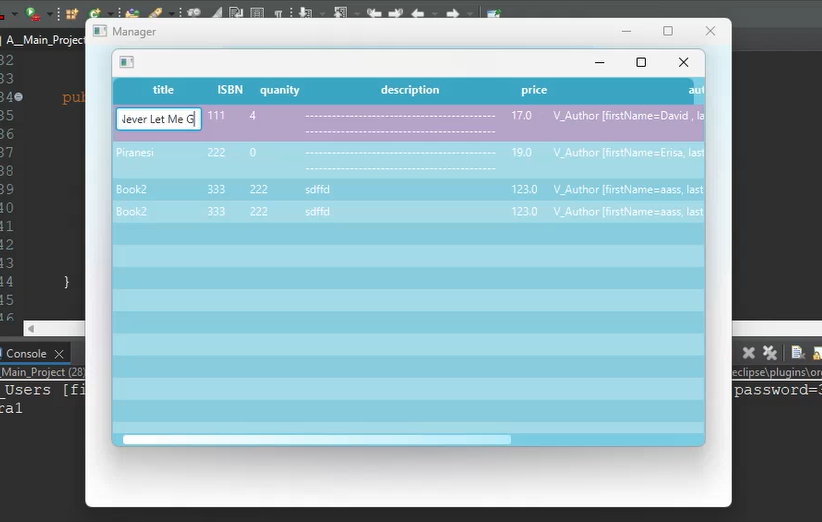 Manager
A__Main_Project
title ISBN quanity description price
Never Let Me G 111 4 ---------------------------------------------- 17.0 V_Author [firstName=David , la
----------------------------------------------
Piranesi 222 0 ---------------------------------------------- 19.0 V_Author [firstName=Erisa, last
----------------------------------------------
Book2 333 222 sdffd 123.0 V_Author [firstName=aass, last
Book2 333 222 sdffd 123.0 V_Author [firstName=aass, last
32
33
34
35
36
37
38
39
40
41
42
43
44 }
45
46
Console
_Main_Project (28) eclipse\plugins\or
_Users [fi password=3
ra1